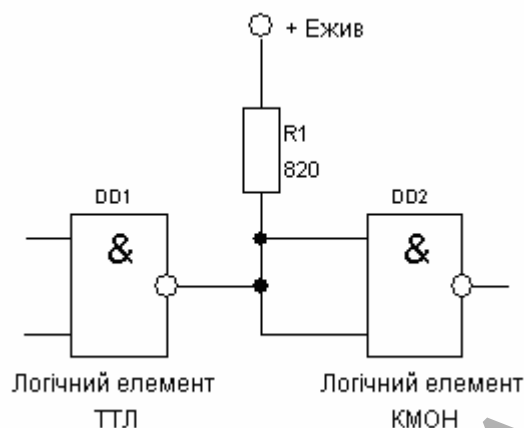 + Ежив
R1
820
DD1
DD2
&
&
Логічний елемент
ТТЛ
Логічний елемент
КМОН